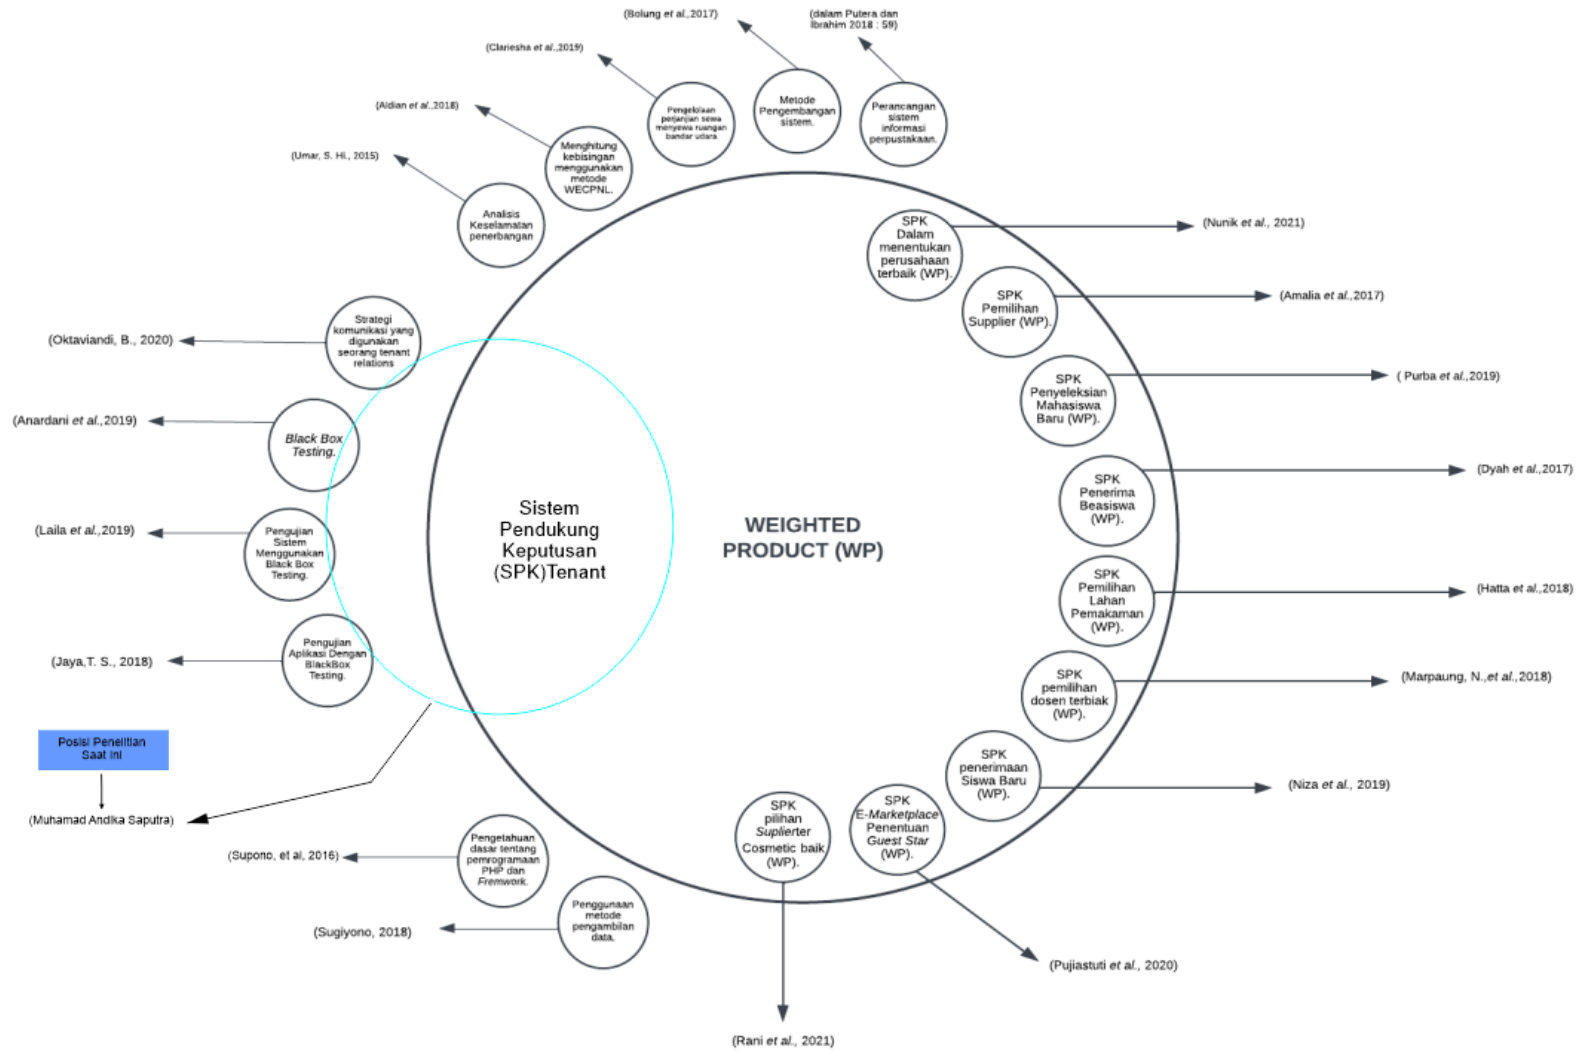 (Bolung et al.,2017)
(dalam Putera dan
Ibrahim 2018 : 59)
(Clariesha et al.,2019)
(Aldian et al.,2018)
(Umar, S. Hi., 2015)
Metode
Pengembangan
sistem.
Perancangan
sistem
informasi
perpustakaan.
Pengelolaan
perjanjian sewa
menyewa ruangan
bandar udara
Menghitung
kebisingan
menggunakan
metode
WECPNL.
Analisis
Keselamatan
penerbangan
SPK
Dalam
menentukan
perusahaan
terbaik (WP).
(Nunik et al., 2021)
SPK
Pemilihan
Supplier (WP).
(Amalia et al.,2017)
Strategi
komunikasi yang
digunakan
seorang tenant
relations
(Oktaviandi, B., 2020)
SPK
Penyeleksian
Mahasiswa
Baru (WP).
( Purba et al.,2019)
(Anardani et al.,2019)
Black Box
Testing.
SPK
Penerima
Beasiswa
(WP).
(Dyah et al.,2017)
(Laila et al.,2019)
Pengujian
Sistem
Menggunakan
Black Box
Testing.
Sistem
Pendukung
Keputusan
(SPK)Tenant
WEIGHTED
PRODUCT (WP)
SPK
Pemilihan
Lahan
Pemakaman
(WP).
(Hatta et al.,2018)
(Jaya,T. S., 2018)
Pengujian
Aplikasi Dengan
BlackBox
Testing.
SPK
pemilihan
dosen terbiak
(WP).
(Marpaung, N.,et al.,2018)
Posisi Penelitian
Saat Ini
(Muhamad Andika Saputra)
SPK
penerimaan
Siswa Baru
(WP).
(Niza et al., 2019)
SPK
pilihan
Suplierter
Cosmetic baik
(WP).
SPK
E-Marketplace
Penentuan
Guest Star
(WP).
(Supono, et al, 2016)
Pengetahuan
dasar tentang
pemrogramaan
PHP dan
Fremwork.
(Sugiyono, 2018)
Penggunaan
metode
pengambilan
data.
(Pujiastuti et al., 2020)
(Rani et al., 2021)